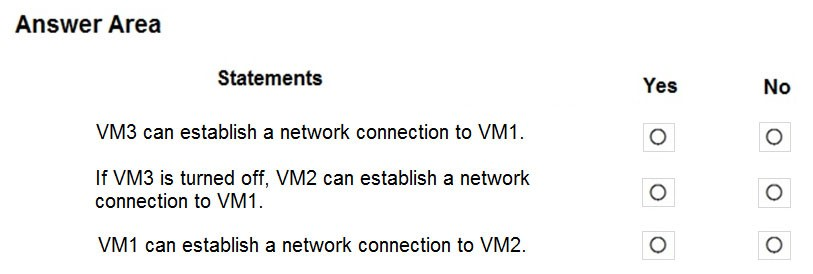 Answer Area
Statements Yes No
VM3 can establish a network connection to VM1.
If VM3 is turned off, VM2 can establish a network
connection to VM1.
VM1 can establish a network connection to VM2.